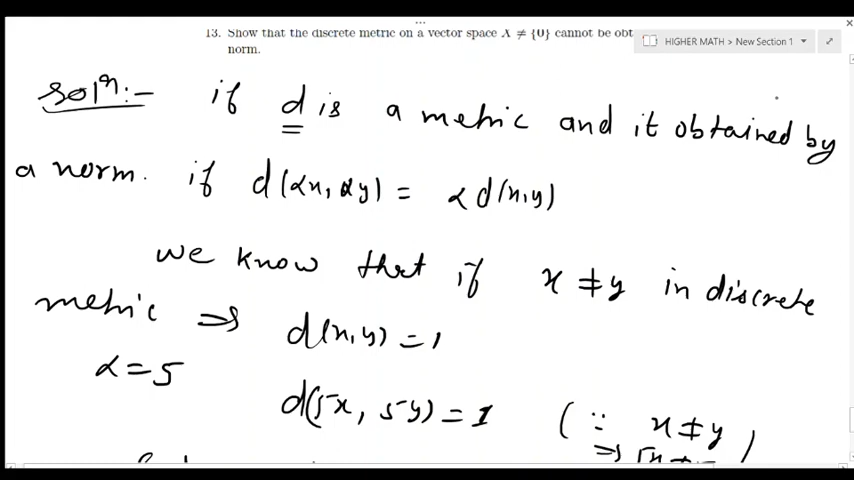 13. Show that the discrete metric on a vector space X ≠ {0} cannot be obt
norm.
HIGHER MATH > New Section 1
Solⁿ:- if d is a metric and it obtained by
a norm. if d(αx, αy) = α d(x,y)
We know that if x ≠ y in discrete
metric ⇒ d(x,y) = 1
α = 5
d(5x, 5y) = 1 (∵ x ≠ y)
⇒